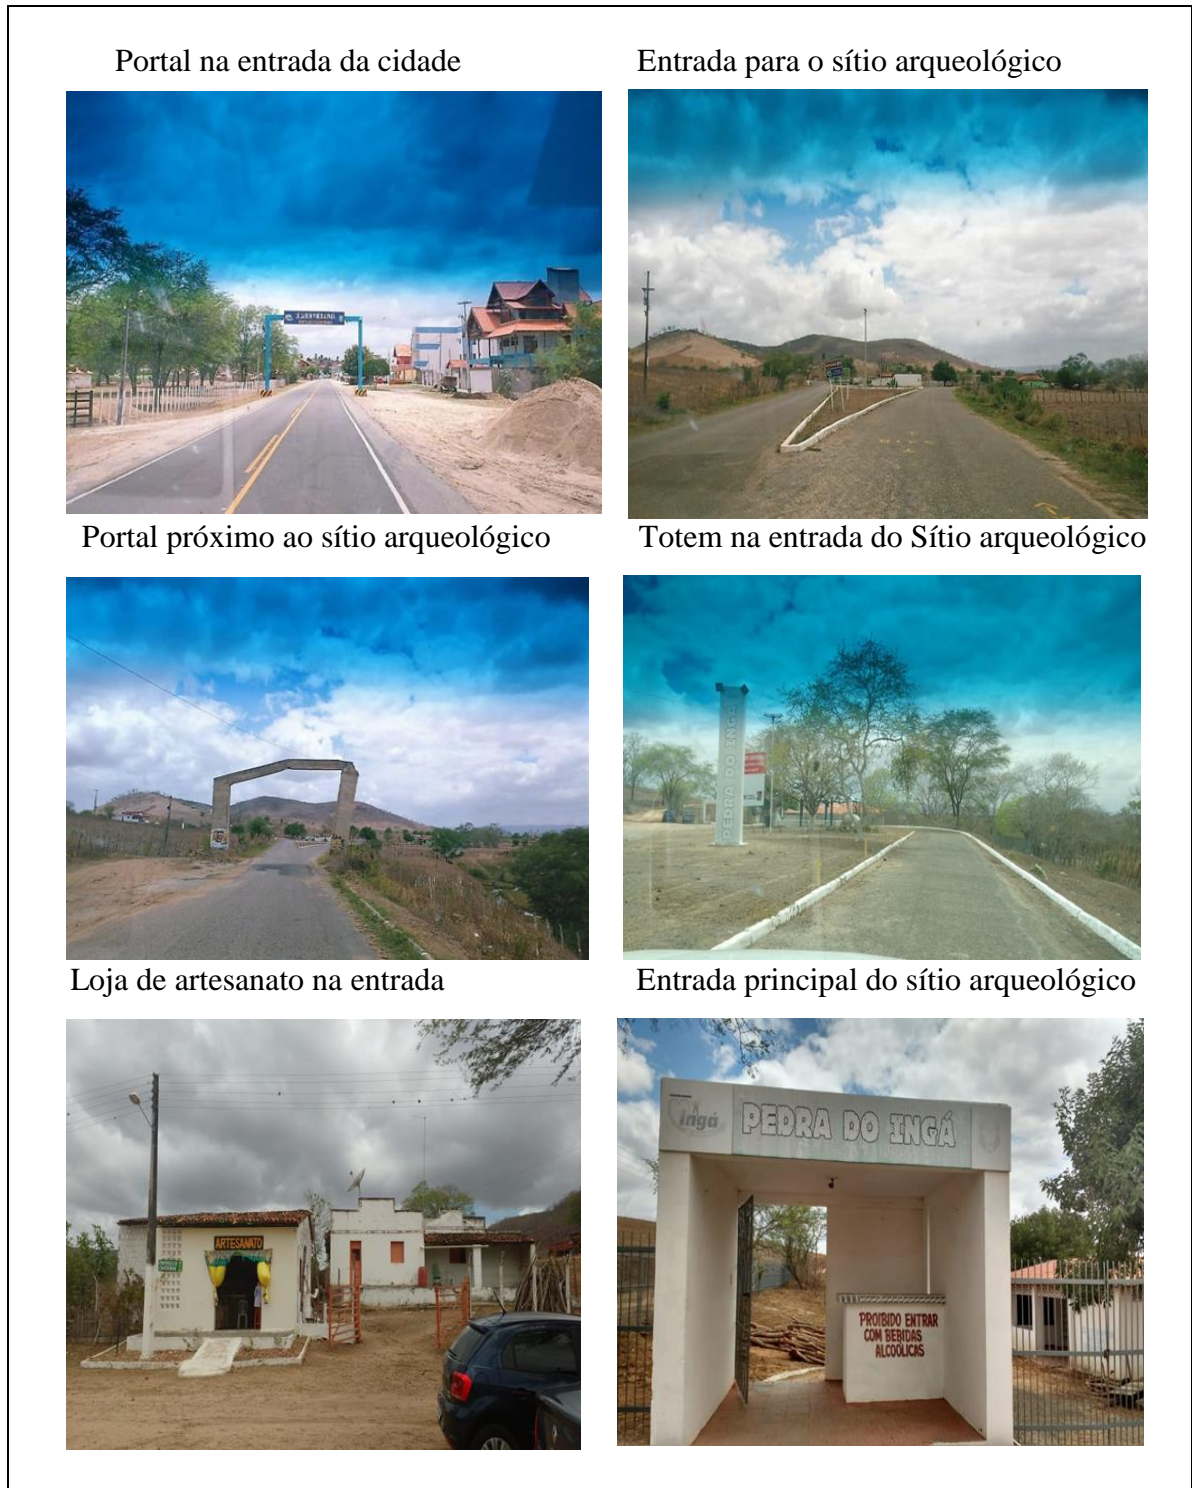 Portal na entrada da cidade
Entrada para o sítio arqueológico
Portal próximo ao sítio arqueológico
Totem na entrada do Sítio arqueológico
PEDRA DO INGÁ
Loja de artesanato na entrada
Entrada principal do sítio arqueológico
ARTESANATO
ingá
PEDRA DO INGÁ
PROIBIDO ENTRAR
COM BEBIDAS
ALCOÓLICAS